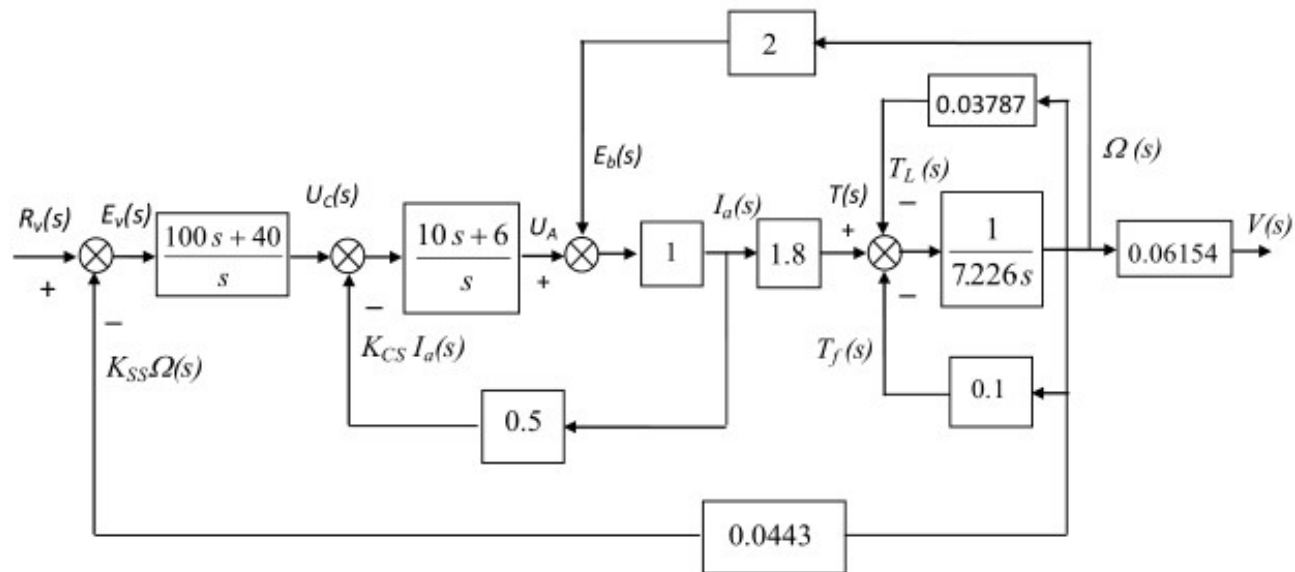 2
0.03787
E_b(s)
T_L(s)
Ω(s)
R_v(s)
E_v(s)
U_C(s)
U_A
I_a(s)
T(s)
V(s)
+
−
100 s + 40
s
−
10 s + 6
s
+
1
1.8
+
−
−
1
7.226s
0.06154
K_SS Ω(s)
K_CS I_a(s)
T_f(s)
0.5
0.1
0.0443